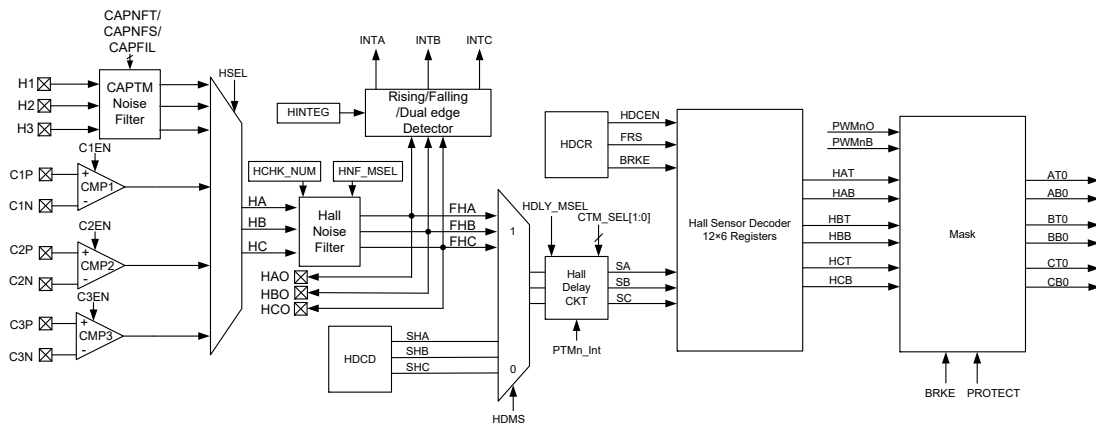 CAPNFT/
CAPNFS/
CAPFIL
H1
H2
H3
CAPTM
Noise
Filter
HSEL
C1EN
C1P
C1N
+
-
CMP1
C2EN
C2P
C2N
+
-
CMP2
C3EN
C3P
C3N
+
-
CMP3
INTA
INTB
INTC
HINTEG
Rising/Falling
/Dual edge
Detector
HCHK_NUM
HNF_MSEL
HA
HB
HC
Hall
Noise
Filter
FHA
FHB
FHC
HAO
HBO
HCO
HDCD
SHA
SHB
SHC
1
0
HDMS
HDLY_MSEL
CTM_SEL[1:0]
Hall
Delay
CKT
PTMn_Int
SA
SB
SC
HDCR
HDCEN
FRS
BRKE
Hall Sensor Decoder
12×6 Registers
PWMnO
PWMnB
HAT
HAB
HBT
HBB
HCT
HCB
Mask
AT0
AB0
BT0
BB0
CT0
CB0
BRKE
PROTECT